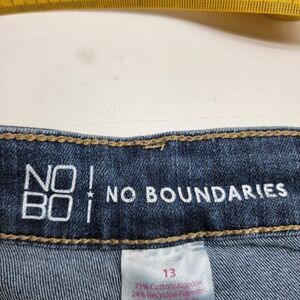 NO!
BO i
NO BOUNDARIES
13
71% Cotton/Algodon
24% Recycled Polyester/